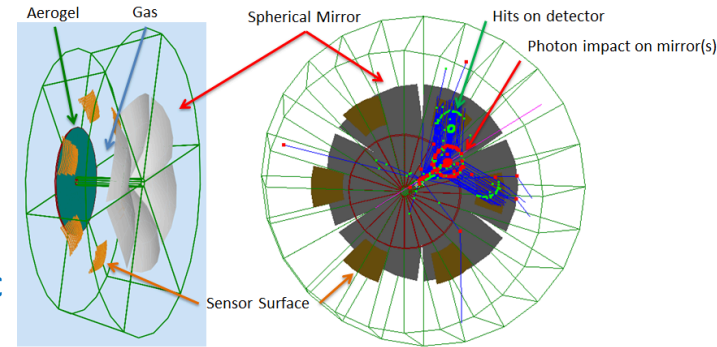 Aerogel
Gas
Spherical Mirror
Hits on detector
Photon impact on mirror(s)
Sensor Surface